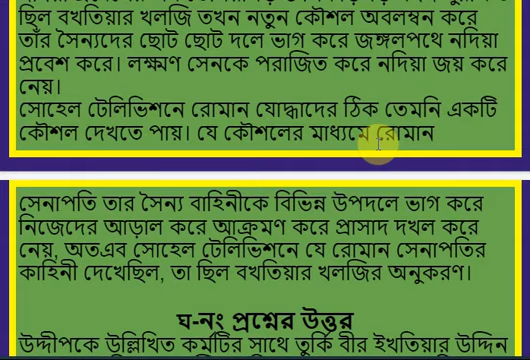 ছিল বখতিয়ার খলজি তখন নতুন কৌশল অবলম্বন করে
তাঁর সৈন্যদের ছোট ছোট দলে ভাগ করে জঙ্গলপথে নদিয়া
প্রবেশ করে। লক্ষ্মণ সেনকে পরাজিত করে নদিয়া জয় করে
নেয়।
সোহেল টেলিভিশনে রোমান যোদ্ধাদের ঠিক তেমনি একটি
কৌশল দেখতে পায়। যে কৌশলের মাধ্যমে রোমান
সেনাপতি তার সৈন্য বাহিনীকে বিভিন্ন উপদলে ভাগ করে
নিজেদের আড়াল করে আক্রমণ করে প্রাসাদ দখল করে
নেয়, অতএব সোহেল টেলিভিশনে যে রোমান সেনাপতির
কাহিনী দেখেছিল, তা ছিল বখতিয়ার খলজির অনুকরণ।
ঘ-নং প্রশ্নের উত্তর
উদ্দীপকে উল্লিখিত কর্মটির সাথে তুর্কি বীর ইখতিয়ার উদ্দিন